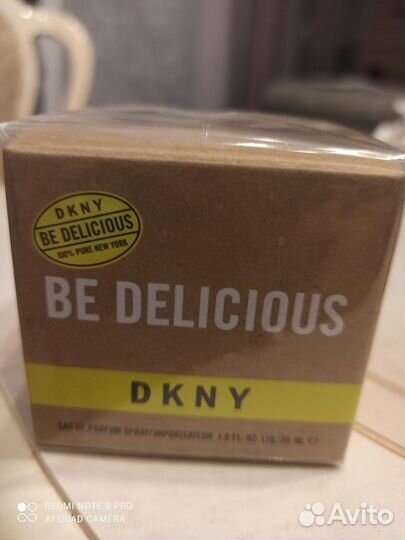 DKNY
BE DELICIOUS
100% PURE NEW YORK
BE DELICIOUS
DKNY
EAU DE PARFUM SPRAY/VAPORISATEUR 1.0 FL. OZ. LIQ./30 ML ℮
REDMI NOTE 8 PRO
AI QUAD CAMERA
Avito